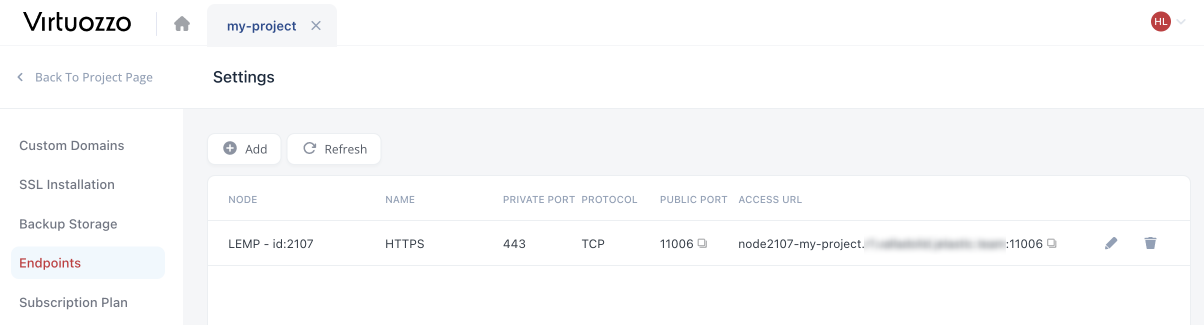 Virtuozzo
my-project
HL
Back To Project Page
Settings
Custom Domains
SSL Installation
Backup Storage
Endpoints
Subscription Plan
Add
Refresh
NODE NAME PRIVATE PORT PROTOCOL PUBLIC PORT ACCESS URL
LEMP - id:2107 HTTPS 443 TCP 11006 node2107-my-project. :11006